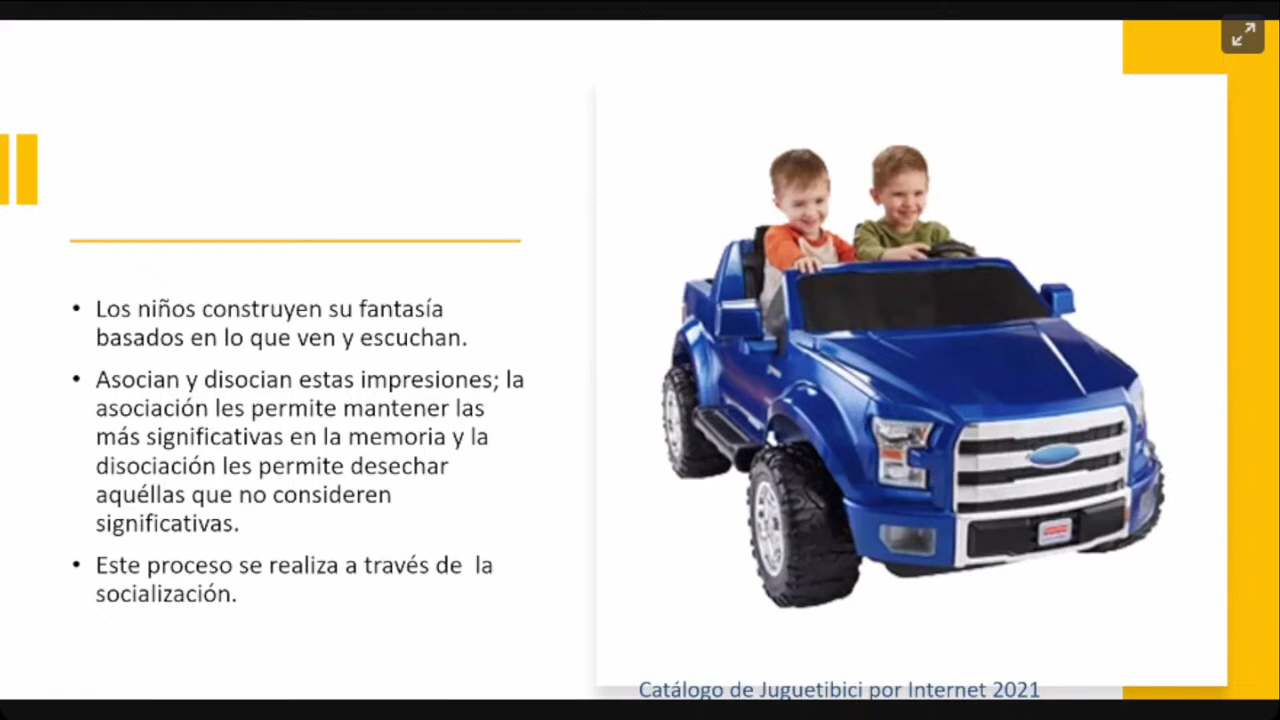 • Los niños construyen su fantasía
basados en lo que ven y escuchan.
• Asocian y disocian estas impresiones; la
asociación les permite mantener las
más significativas en la memoria y la
disociación les permite desechar
aquéllas que no consideren
significativas.
• Este proceso se realiza a través de  la
socialización.
Catálogo de Juguetibici por Internet 2021